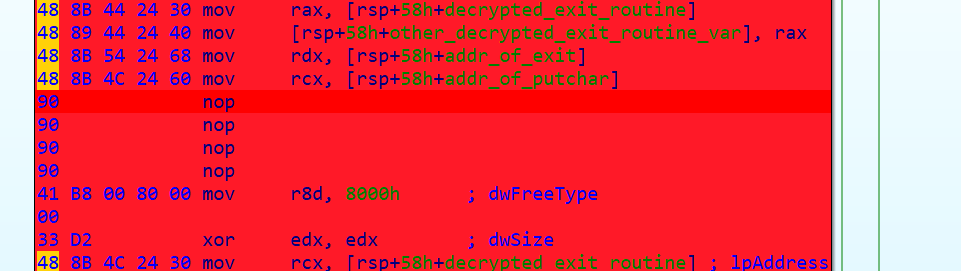 48 8B 44 24 30 mov rax, [rsp+58h+decrypted_exit_routine]
48 89 44 24 40 mov [rsp+58h+other_decrypted_exit_routine_var], rax
48 8B 54 24 68 mov rdx, [rsp+58h+addr_of_exit]
48 8B 4C 24 60 mov rcx, [rsp+58h+addr_of_putchar]
90 nop
90 nop
90 nop
90 nop
41 B8 00 80 00 mov r8d, 8000h ; dwFreeType
00
33 D2 xor edx, edx ; dwSize
48 8B 4C 24 30 mov rcx, [rsp+58h+decrypted_exit_routine] ; lpAddress